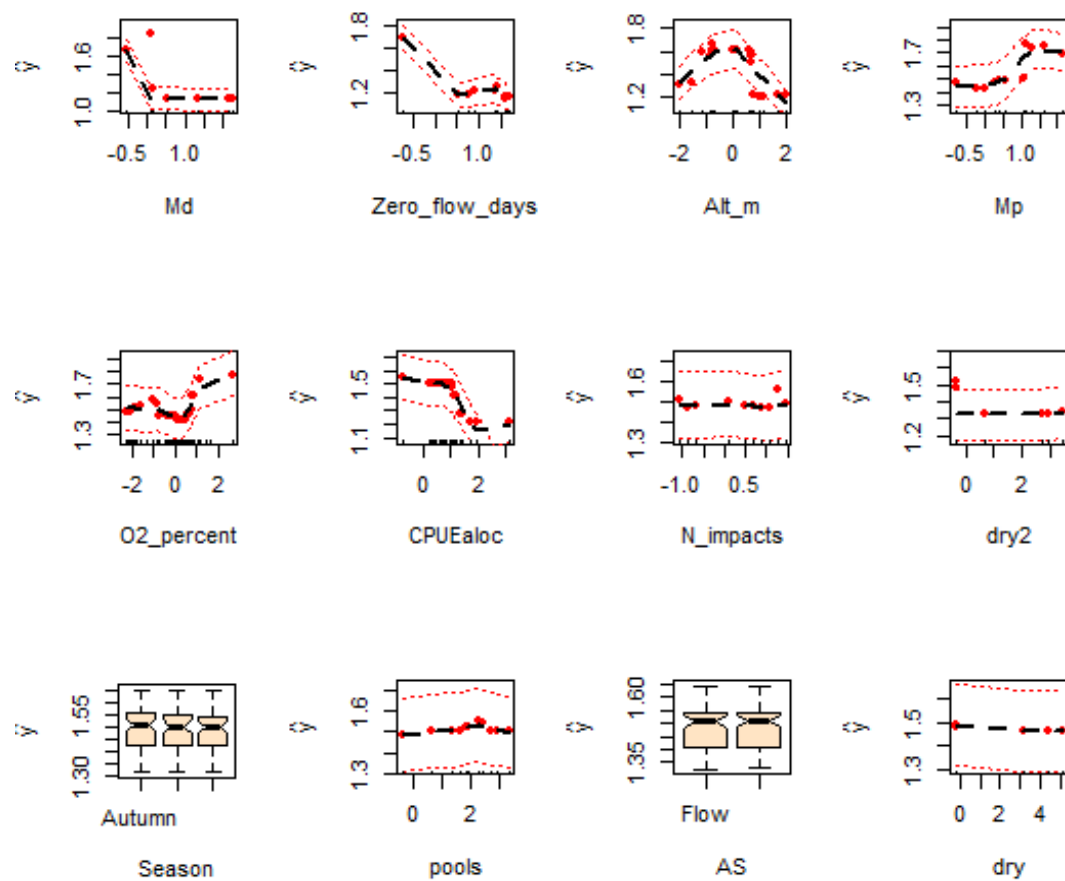 ŷ 1.0 1.6
-0.5 1.0
Md
ŷ 1.2 1.8
-0.5 1.0
Zero_flow_days
ŷ 1.2 1.8
-2 0 2
Alt_m
ŷ 1.3 1.7
-0.5 1.0
Mp
ŷ 1.3 1.7
-2 0 2
O2_percent
ŷ 1.1 1.5
0 2
CPUEaloc
ŷ 1.3 1.6
-1.0 0.5
N_impacts
ŷ 1.2 1.5
0 2
dry2
ŷ 1.30 1.55
Autumn
Season
ŷ 1.3 1.6
0 2
pools
ŷ 1.35 1.60
Flow
AS
ŷ 1.3 1.5
0 2 4
dry